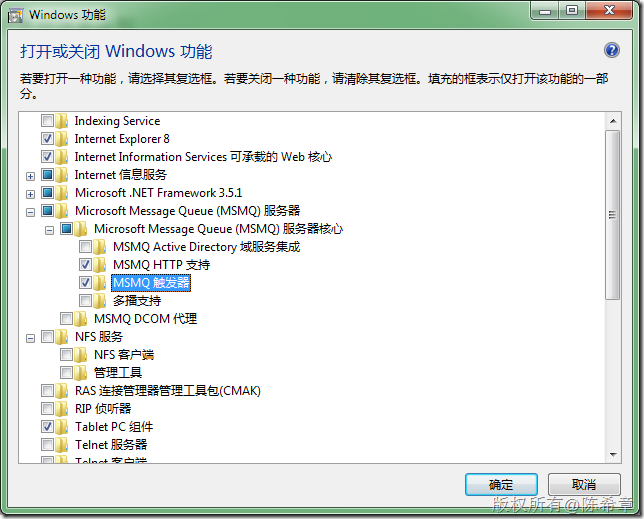 Windows 功能
打开或关闭 Windows 功能
若要打开一种功能，请选择其复选框。若要关闭一种功能，请清除其复选框。填充的框表示仅打开该功能的一部
分。
Indexing Service
Internet Explorer 8
Internet Information Services 可承载的 Web 核心
Internet 信息服务
Microsoft .NET Framework 3.5.1
Microsoft Message Queue (MSMQ) 服务器
Microsoft Message Queue (MSMQ) 服务器核心
MSMQ Active Directory 域服务集成
MSMQ HTTP 支持
MSMQ 触发器
多播支持
MSMQ DCOM 代理
NFS 服务
NFS 客户端
管理工具
RAS 连接管理器管理工具包(CMAK)
RIP 侦听器
Tablet PC 组件
Telnet 服务器
Telnet 客户端
确定 取消
版权所有@陈希章